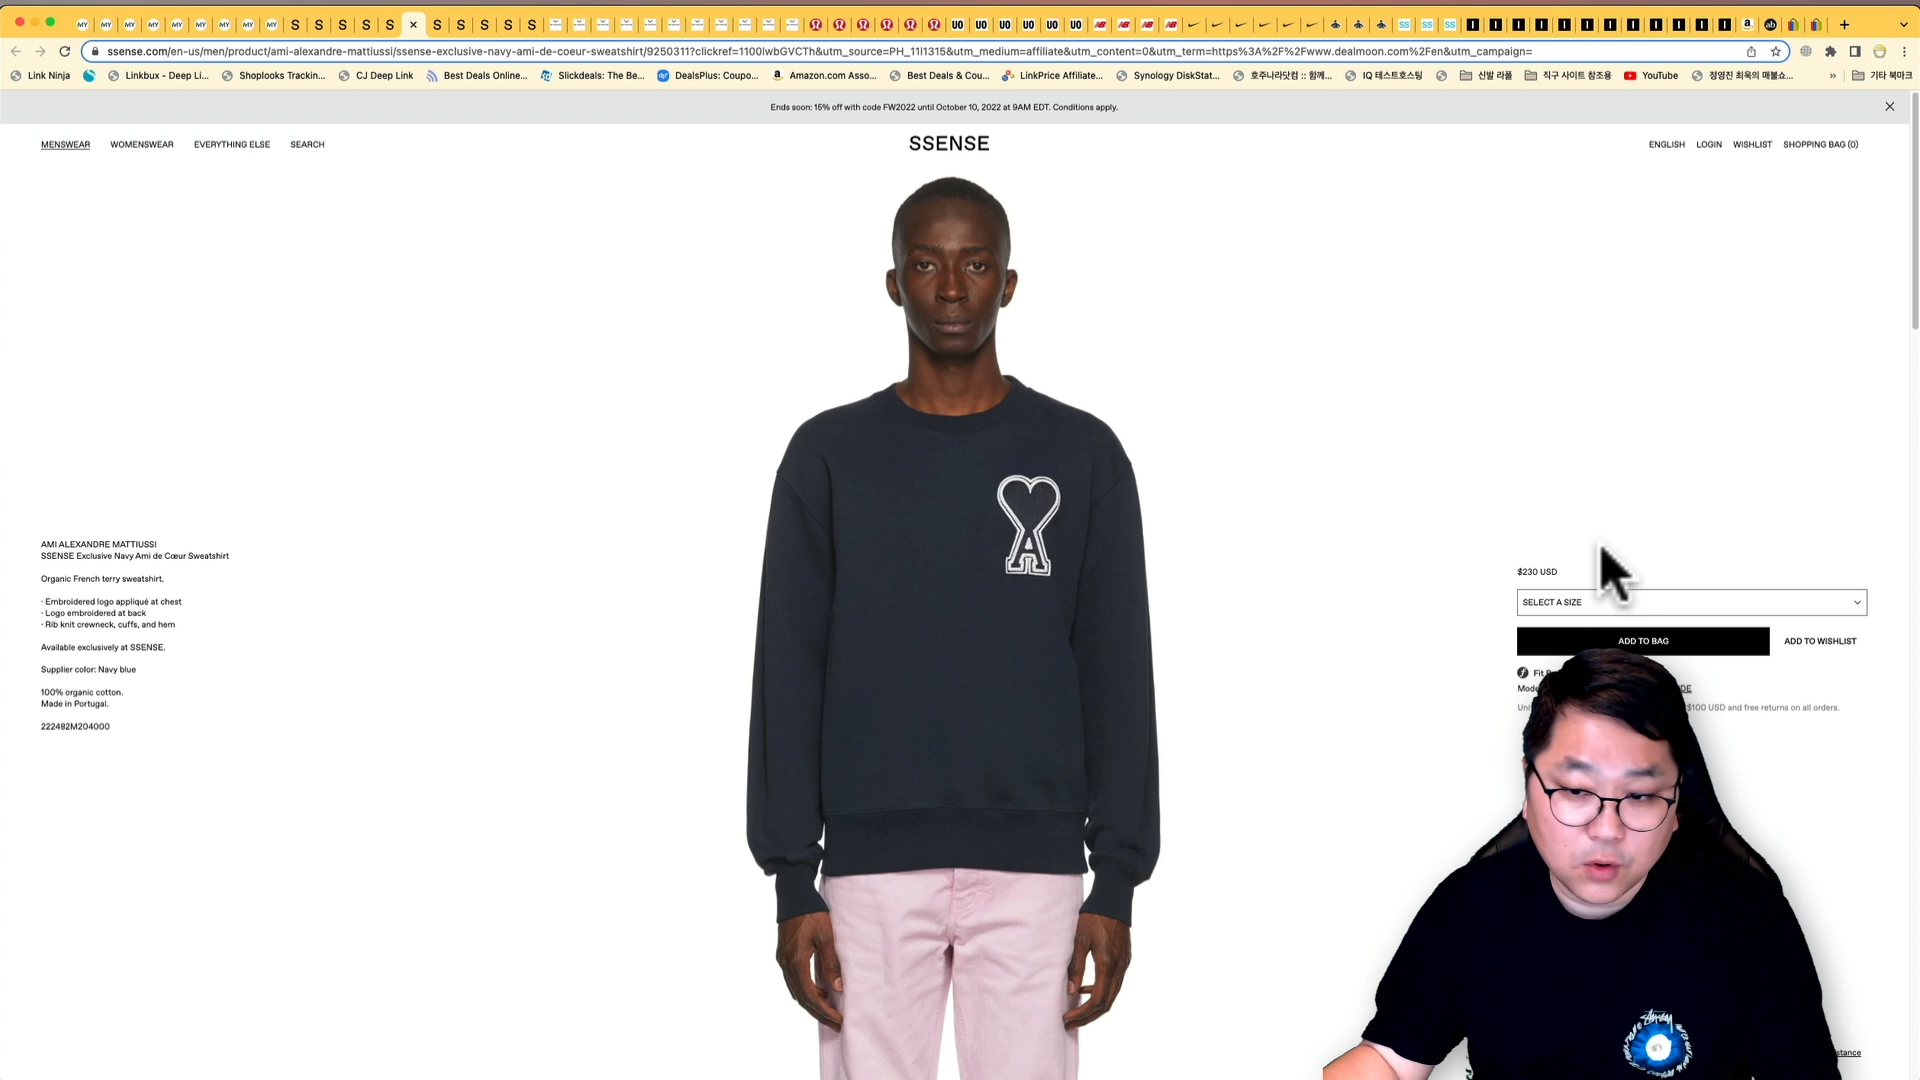 ssense.com/en-us/men/product/ami-alexandre-mattiussi/ssense-exclusive-navy-ami-de-coeur-sweatshirt/9250311?clickref=1100lwbGVCTh&utm_source=PH_11l1315&utm_medium=affiliate&utm_content=0&utm_term=https%3A%2F%2Fwww.dealmoon.com%2Fen&utm_campaign=
Link Ninja Linkbux - Deep Li... Shoplooks Trackin... CJ Deep Link Best Deals Online... Slickdeals: The Be... DealsPlus: Coupo... Amazon.com Asso... Best Deals & Cou... LinkPrice Affiliate... Synology DiskStat... 호주나라닷컴 :: 함께... IQ 테스트호스팅 신발 라플 직구 사이트 참조용 YouTube 정영진 최욱의 매불쇼... » 기타 북마크
Ends soon: 15% off with code FW2022 until October 10, 2022 at 9AM EDT. Conditions apply.
MENSWEAR WOMENSWEAR EVERYTHING ELSE SEARCH SSENSE ENGLISH LOGIN WISHLIST SHOPPING BAG (0)
A
AMI ALEXANDRE MATTIUSSI
SSENSE Exclusive Navy Ami de Cœur Sweatshirt
Organic French terry sweatshirt.
· Embroidered logo appliqué at chest
· Logo embroidered at back
· Rib knit crewneck, cuffs, and hem
Available exclusively at SSENSE.
Supplier color: Navy blue
100% organic cotton.
Made in Portugal.
222482M204000
$230 USD
SELECT A SIZE
ADD TO BAG ADD TO WISHLIST
Fit
$100 USD and free returns on all orders.